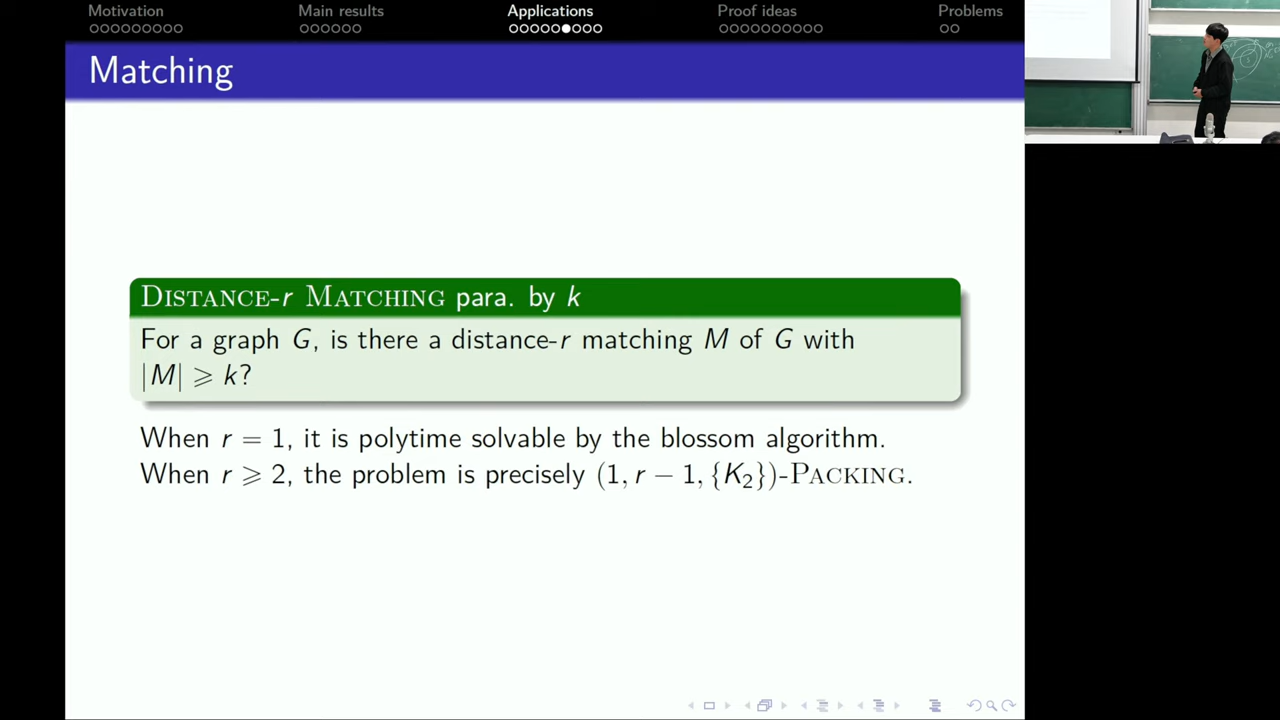 Motivation
Main results
Applications
Proof ideas
Problems
Matching
DISTANCE-r MATCHING para. by k
For a graph G, is there a distance-r matching M of G with
|M| ⩾ k?
When r = 1, it is polytime solvable by the blossom algorithm.
When r ⩾ 2, the problem is precisely (1, r − 1, {K₂})-PACKING.